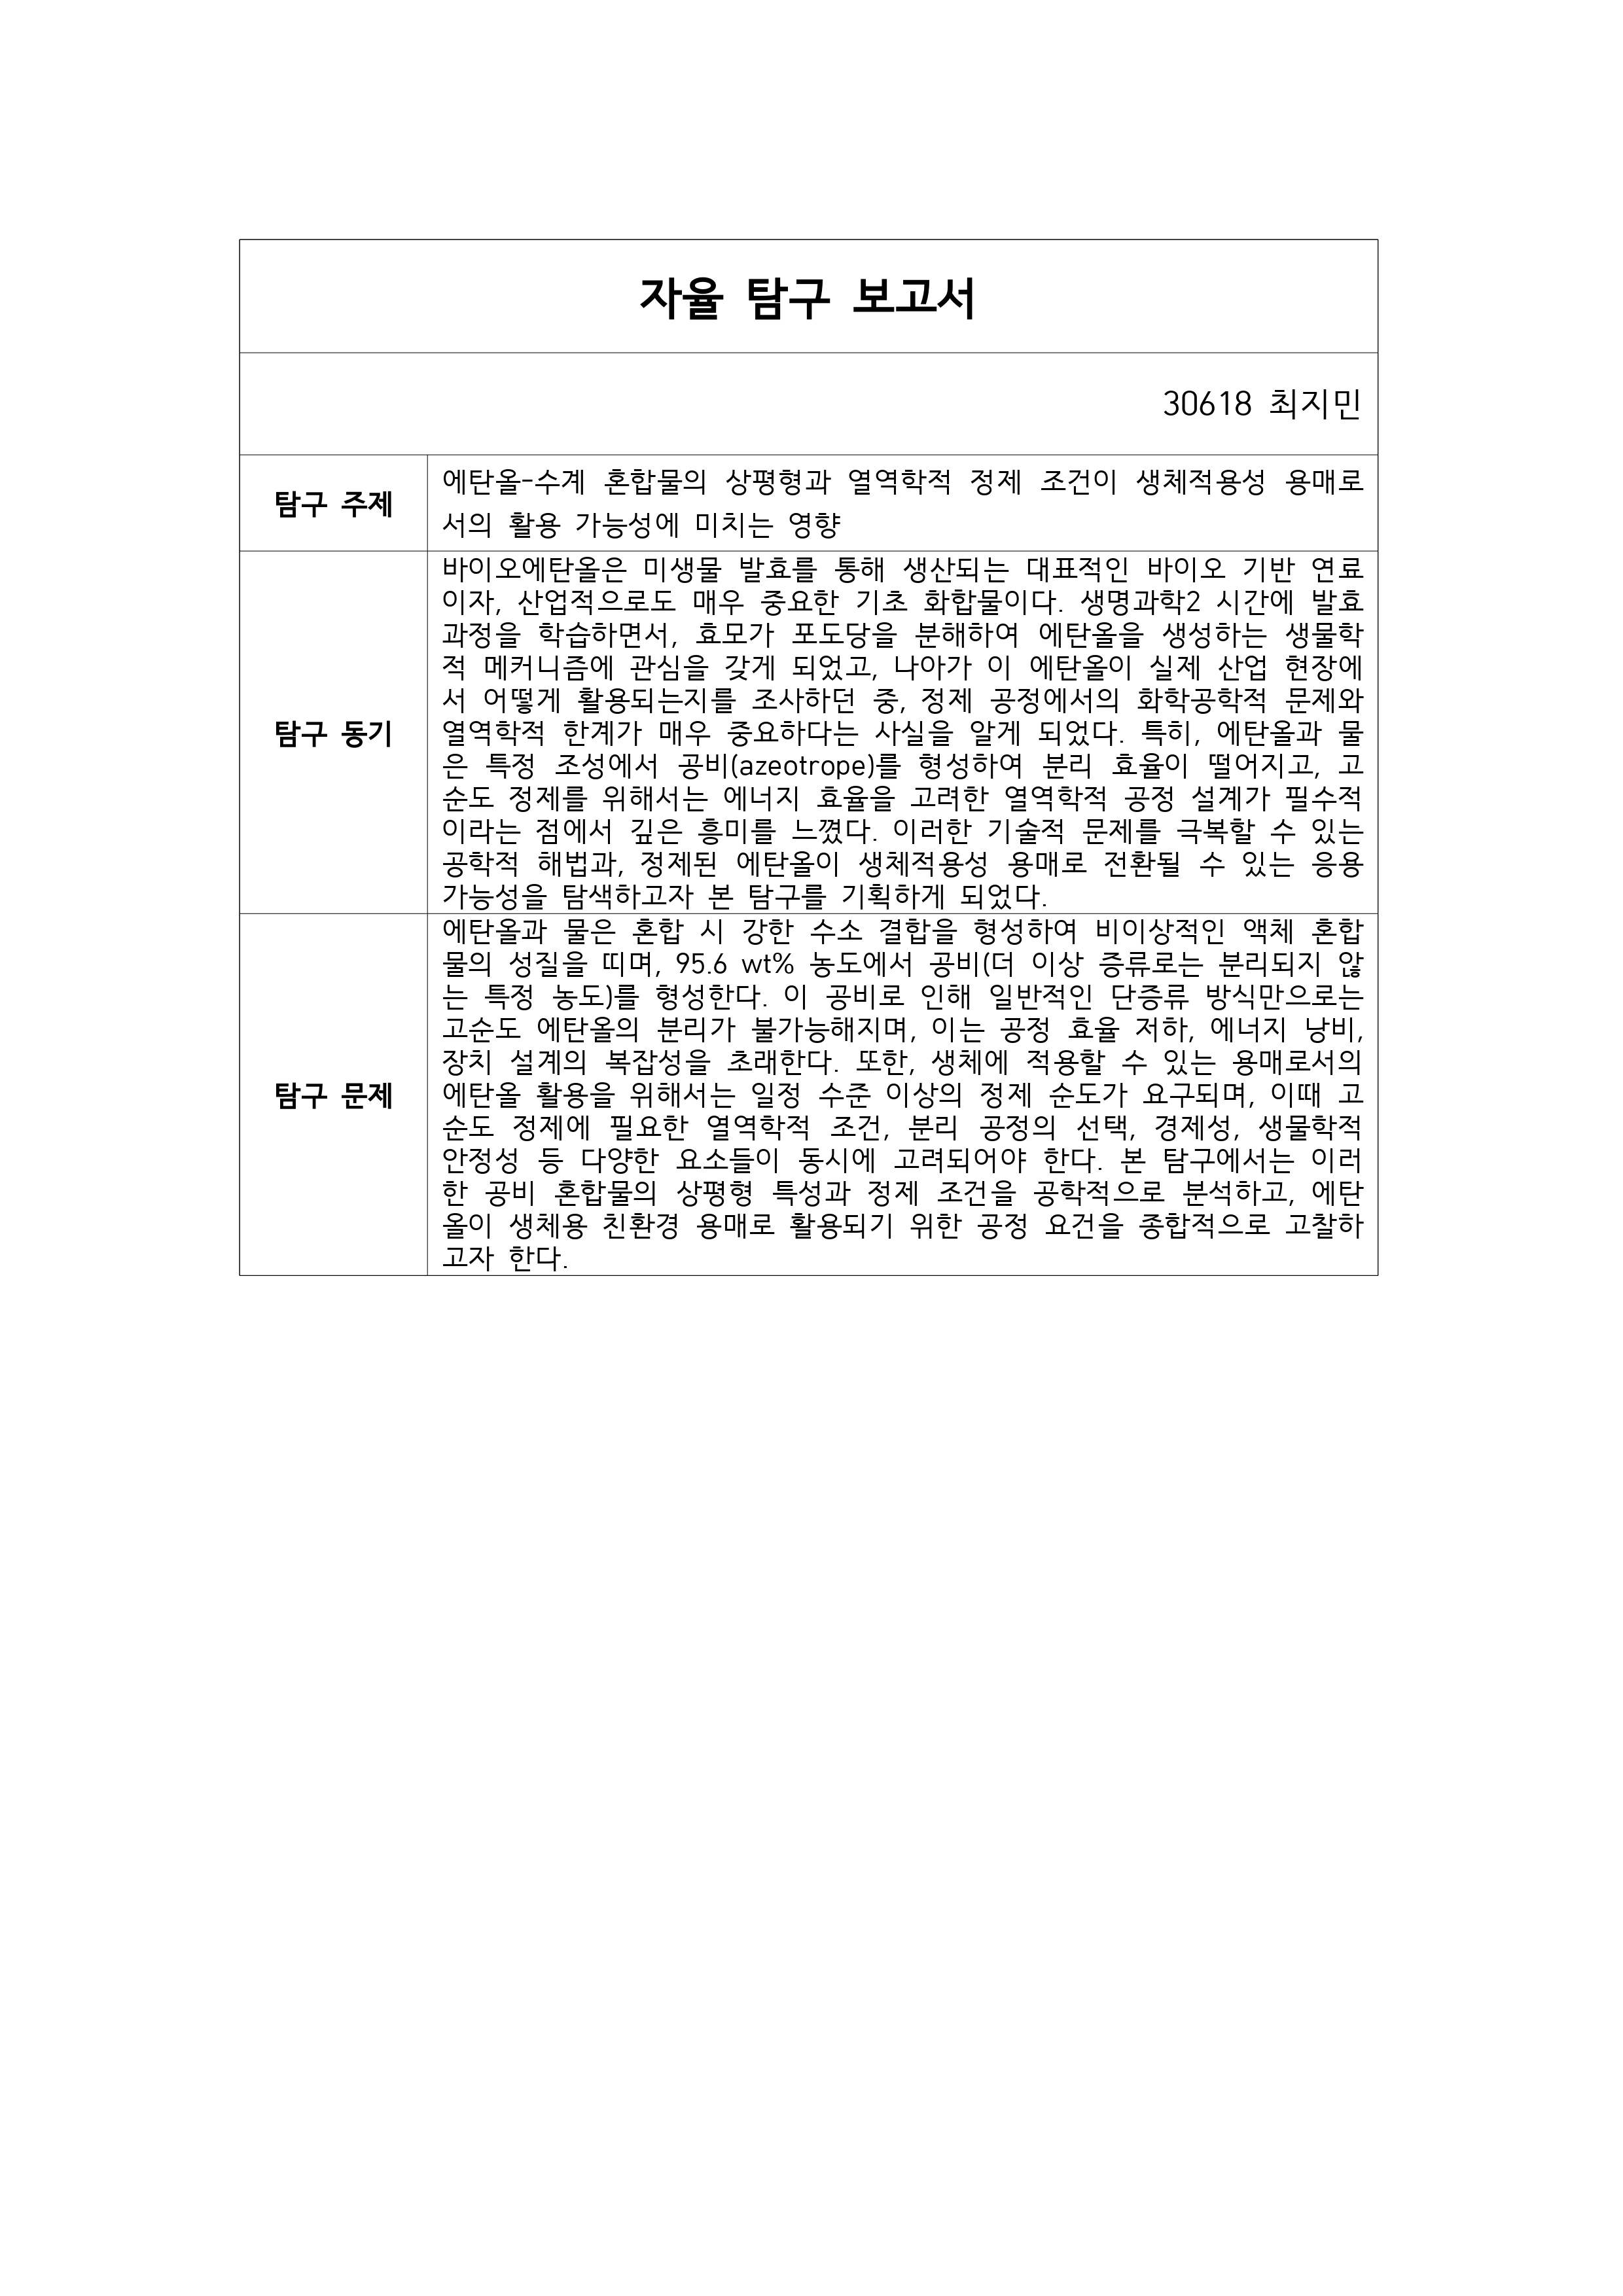 자율 탐구 보고서
30618 최지민
탐구 주제
에탄올-수계 혼합물의 상평형과 열역학적 정제 조건이 생체적용성 용매로
서의 활용 가능성에 미치는 영향
탐구 동기
바이오에탄올은 미생물 발효를 통해 생산되는 대표적인 바이오 기반 연료
이자, 산업적으로도 매우 중요한 기초 화합물이다. 생명과학2 시간에 발효
과정을 학습하면서, 효모가 포도당을 분해하여 에탄올을 생성하는 생물학
적 메커니즘에 관심을 갖게 되었고, 나아가 이 에탄올이 실제 산업 현장에
서 어떻게 활용되는지를 조사하던 중, 정제 공정에서의 화학공학적 문제와
열역학적 한계가 매우 중요하다는 사실을 알게 되었다. 특히, 에탄올과 물
은 특정 조성에서 공비(azeotrope)를 형성하여 분리 효율이 떨어지고, 고
순도 정제를 위해서는 에너지 효율을 고려한 열역학적 공정 설계가 필수적
이라는 점에서 깊은 흥미를 느꼈다. 이러한 기술적 문제를 극복할 수 있는
공학적 해법과, 정제된 에탄올이 생체적용성 용매로 전환될 수 있는 응용
가능성을 탐색하고자 본 탐구를 기획하게 되었다.
탐구 문제
에탄올과 물은 혼합 시 강한 수소 결합을 형성하여 비이상적인 액체 혼합
물의 성질을 띠며, 95.6 wt% 농도에서 공비(더 이상 증류로는 분리되지 않
는 특정 농도)를 형성한다. 이 공비로 인해 일반적인 단증류 방식만으로는
고순도 에탄올의 분리가 불가능해지며, 이는 공정 효율 저하, 에너지 낭비,
장치 설계의 복잡성을 초래한다. 또한, 생체에 적용할 수 있는 용매로서의
에탄올 활용을 위해서는 일정 수준 이상의 정제 순도가 요구되며, 이때 고
순도 정제에 필요한 열역학적 조건, 분리 공정의 선택, 경제성, 생물학적
안정성 등 다양한 요소들이 동시에 고려되어야 한다. 본 탐구에서는 이러
한 공비 혼합물의 상평형 특성과 정제 조건을 공학적으로 분석하고, 에탄
올이 생체용 친환경 용매로 활용되기 위한 공정 요건을 종합적으로 고찰하
고자 한다.